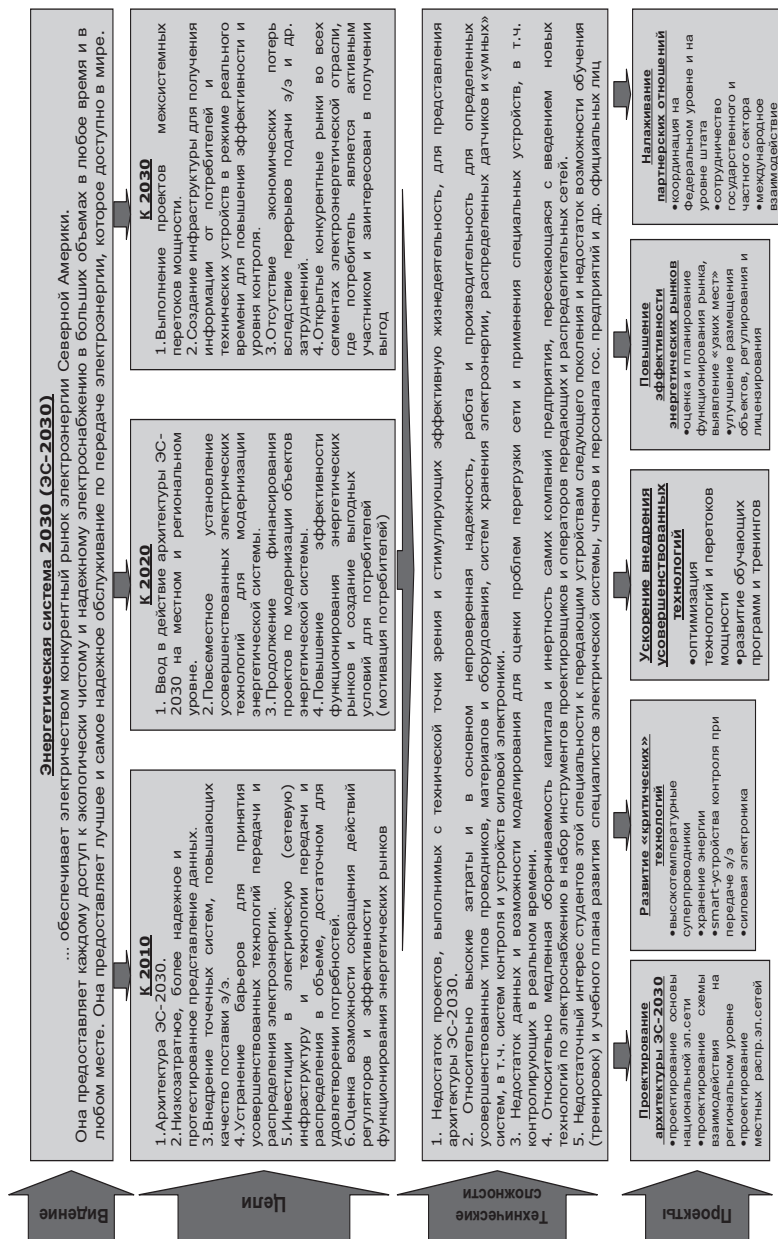 Видение
Энергетическая система 2030 (ЭС-2030)
... обеспечивает электричеством конкурентный рынок электроэнергии Северной Америки.
Она предоставляет каждому доступ к экологически чистому и надежному электроснабжению в больших объемах в любое время и в
любом месте. Она предоставляет лучшее и самое надежное обслуживание по передаче электроэнергии, которое доступно в мире.
Цели
К 2010
1.Архитектура ЭС-2030.
2.Низкозатратное, более надежное и
протестированное представление данных.
3.Внедрение точечных систем, повышающих
качество поставки э/э.
4.Устранение барьеров для принятия
усовершенствованных технологий передачи и
распределения электроэнергии.
5.Инвестиции в электрическую (сетевую)
инфраструктуру и технологии передачи и
распределения в объеме, достаточном для
удовлетворении потребностей.
6.Оценка возможности сокращения действий
регуляторов и эффективности
функционирования энергетических рынков
К 2020
1. Ввод в действие архитектуры ЭС-
2030 на местном и региональном
уровне.
2.Повсеместное установление
усовершенствованных электрических
технологий для модернизации
энергетической системы.
3.Продолжение финансирования
проектов по модернизации объектов
энергетической системы.
4.Повышение эффективности
функционирования энергетических
рынков и создание выгодных
условий для потребителей
(мотивация потребителей)
К 2030
1.Выполнение проектов межсистемных
перетоков мощности.
2.Создание инфраструктуры для получения
информации от потребителей и
технических устройств в режиме реального
времени для повышения эффективности и
уровня контроля.
3.Отсутствие экономических потерь
вследствие перерывов подачи э/э и др.
затруднений.
4.Открытые конкурентные рынки во всех
сегментах электроэнергетической отрасли,
где потребитель является активным
участником и заинтересован в получении
выгод
Технические
сложности
1. Недостаток проектов, выполнимых с технической точки зрения и стимулирующих эффективную жизнедеятельность, для представления
архитектуры ЭС-2030.
2. Относительно высокие затраты и в основном непроверенная надежность, работа и производительность для определенных
усовершенствованных типов проводников, материалов и оборудования, систем хранения электроэнергии, распределенных датчиков и «умных»
систем, в т.ч. систем контроля и устройств силовой электроники.
3. Недостаток данных и возможности моделирования для оценки проблем перегрузки сети и применения специальных устройств, в т.ч.
контролирующих в реальном времени.
4. Относительно медленная оборачиваемость капитала и инертность самих компаний предприятия, пересекающаяся с введением новых
технологий по электроснабжению в набор инструментов проектировщиков и операторов передающих и распределительных сетей.
5. Недостаточный интерес студентов этой специальности к передающим устройствам следующего поколения и недостаток возможности обучения
(тренировок) и учебного плана развития специалистов электрической системы, членов и персонала гос. предприятий и др. официальных лиц
Проекты
Проектирование
архитектуры ЭС-2030
•проектирование основы
национальной эл.сети
•проектирование схемы
взаимодействия на
региональном уровне
•проектирование
местных распр.эл.сетей
Развитие «критических»
технологий
•высокотемпературные
суперпроводники
•хранение энергии
•smart-устройства контроля при
передаче э/э
•силовая электроника
Ускорение внедрения
усовершенствованных
технологий
•оптимизация
технологий и перетоков
мощности
•развитие обучающих
программ и тренингов
Повышение
эффективности
энергетических рынков
•оценка и планирование
функционирования рынка,
выявление «узких мест»
•улучшение размещения
объектов, регулирования и
лицензирования
Налаживание
партнерских отношений
•координация на
Федеральном уровне и на
уровне штата
•сотрудничество
государственного и
частного сектора
•международное
взаимодействие